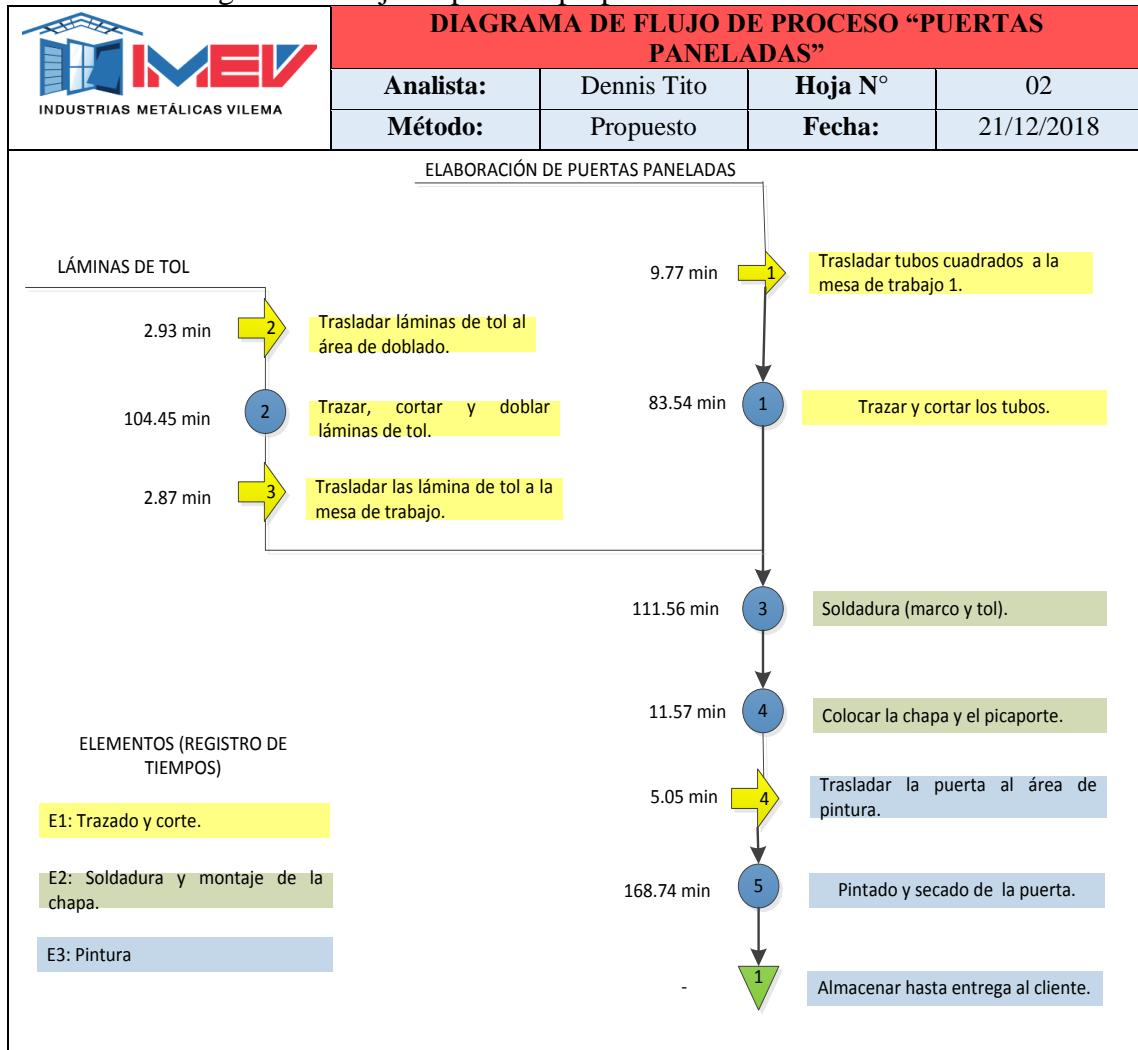 IMEV
INDUSTRIAS METÁLICAS VILEMA
DIAGRAMA DE FLUJO DE PROCESO “PUERTAS
PANELADAS”
Analista: Dennis Tito Hoja N° 02
Método: Propuesto Fecha: 21/12/2018
ELABORACIÓN DE PUERTAS PANELADAS
LÁMINAS DE TOL
9.77 min 1 Trasladar tubos cuadrados a la
mesa de trabajo 1.
2.93 min 2 Trasladar láminas de tol al
área de doblado.
104.45 min 2 Trazar, cortar y doblar
láminas de tol.
83.54 min 1 Trazar y cortar los tubos.
2.87 min 3 Trasladar las lámina de tol a la
mesa de trabajo.
111.56 min 3 Soldadura (marco y tol).
11.57 min 4 Colocar la chapa y el picaporte.
5.05 min 4 Trasladar la puerta al área de
pintura.
168.74 min 5 Pintado y secado de la puerta.
- 1 Almacenar hasta entrega al cliente.
ELEMENTOS (REGISTRO DE
TIEMPOS)
E1: Trazado y corte.
E2: Soldadura y montaje de la
chapa.
E3: Pintura